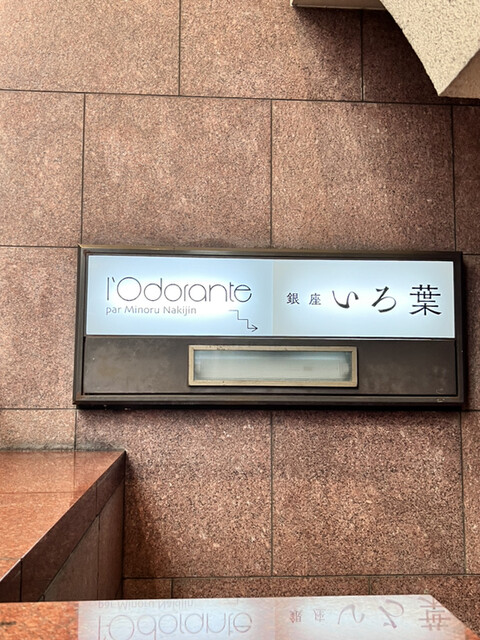 l'Odorante
par Minoru Nakijin
銀座 いろ葉